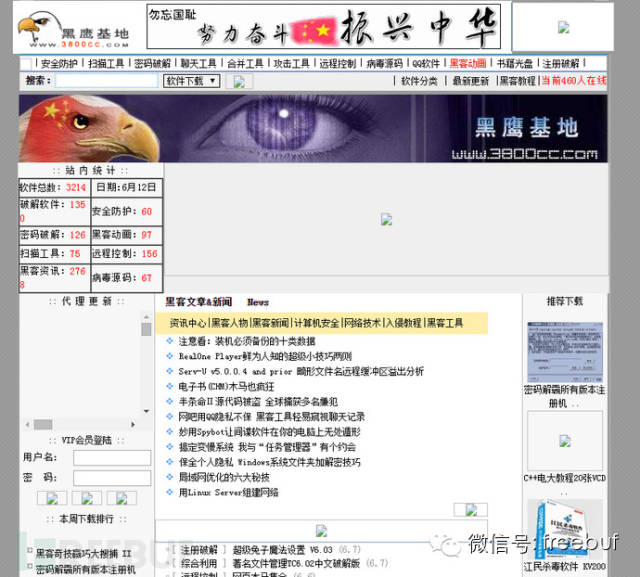 黑鹰基地
www.3800cc.com
勿忘国耻
努力奋斗 振兴中华
| 安全防护 | 扫描工具 | 密码破解 | 聊天工具 | 合并工具 | 攻击工具 | 远程控制 | 病毒源码 | QQ软件 | 黑客动画 | 书籍光盘 | 注册破解 |
搜索： 软件下载 | 软件分类 | 最新更新 |黑客教程|当前460人在线
黑鹰基地
www.3800cc.com
:: 站 内 统 计 ::
软件总数：3214 日期:6月12日
破解软件：1350 安全防护：60
密码破解：126 黑客动画：97
扫描工具：75 远程控制：156
黑客资讯：2768 病毒源码：67
:: 代 理 更 新 ::
:: VIP会员登陆 ::
用户名：
密 码：
:: 本周下载排行 ::
黑客奇技赢巧大搜捕 II
密码解霸所有版本注册机
黑客文章&新闻 News
资讯中心|黑客人物|黑客新闻|计算机安全|网络技术|入侵教程|黑客工具
注意看：装机必须备份的十类数据
RealOne Player鲜为人知的超级小技巧两则
Serv-U v5.0.0.4 and prior 畸形文件名远程缓冲区溢出分析
电子书(CHM)木马也疯狂
半条命Ⅱ源代码被盗 全球擒获多名嫌犯
网吧用QQ隐私不保 黑客工具轻易窥视聊天记录
妙用Spybot让间谍软件在你的电脑上无处遁形
搞定变慢系统 我与“任务管理器”有个约会
保全个人隐私 Windows系统文件夹加解密技巧
局域网优化的六大秘技
用Linux Server组建网络
[ 注册破解 ] 超级兔子魔法设置 V6.03 (6.7)
[ 综合利用 ] 著名文件管理TC6.02中文破解版 (6.7)
[ 远程控制 ] 网页木马集合 (6.6)
推荐下载
密码解霸所有版本注册机 ..
C++电大教程20张VCD ..
江民杀毒软件 KV200
微信号: freebuf
FREEBUF